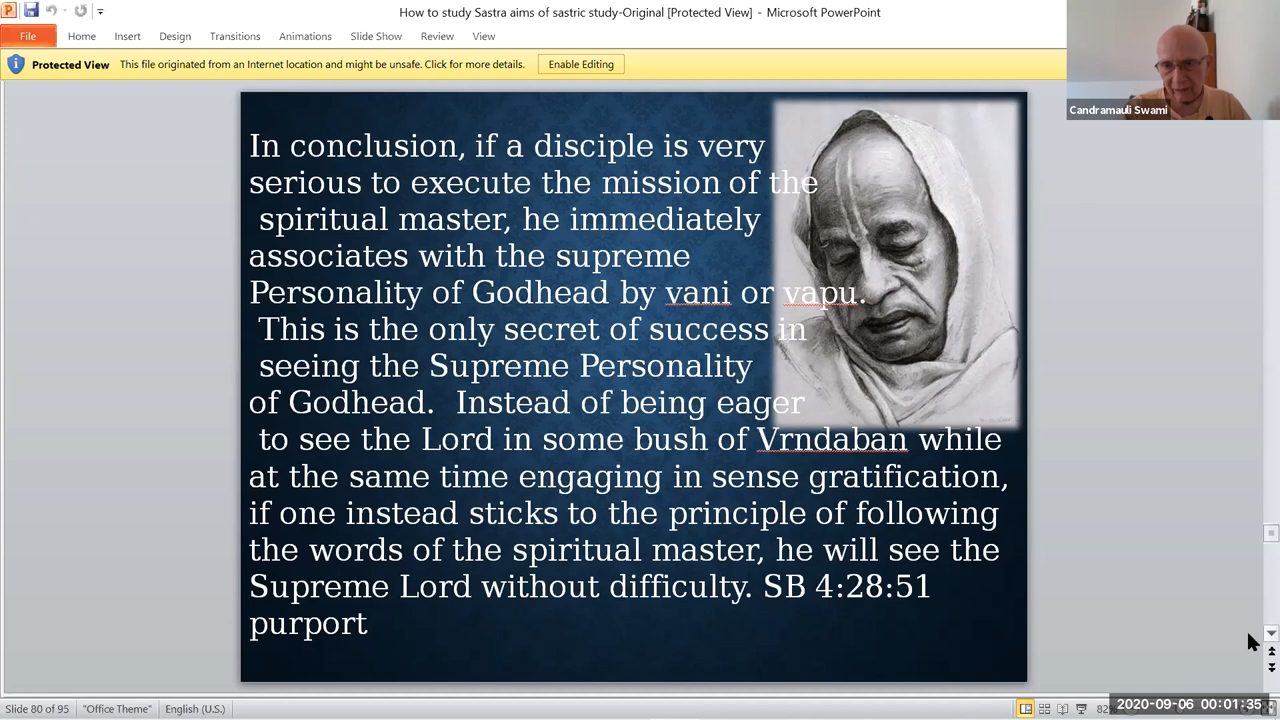 How to study Sastra aims of sastric study-Original [Protected View] - Microsoft PowerPoint
File Home Insert Design Transitions Animations Slide Show Review View
Protected View This file originated from an Internet location and might be unsafe. Click for more details. Enable Editing
Candramauli Swami
In conclusion, if a disciple is very
serious to execute the mission of the
spiritual master, he immediately
associates with the supreme
Personality of Godhead by vani or vapu.
This is the only secret of success in
seeing the Supreme Personality
of Godhead. Instead of being eager
to see the Lord in some bush of Vrndaban while
at the same time engaging in sense gratification,
if one instead sticks to the principle of following
the words of the spiritual master, he will see the
Supreme Lord without difficulty. SB 4:28:51
purport
Slide 80 of 95 "Office Theme" English (U.S.)
2020-09-06 00:01:35